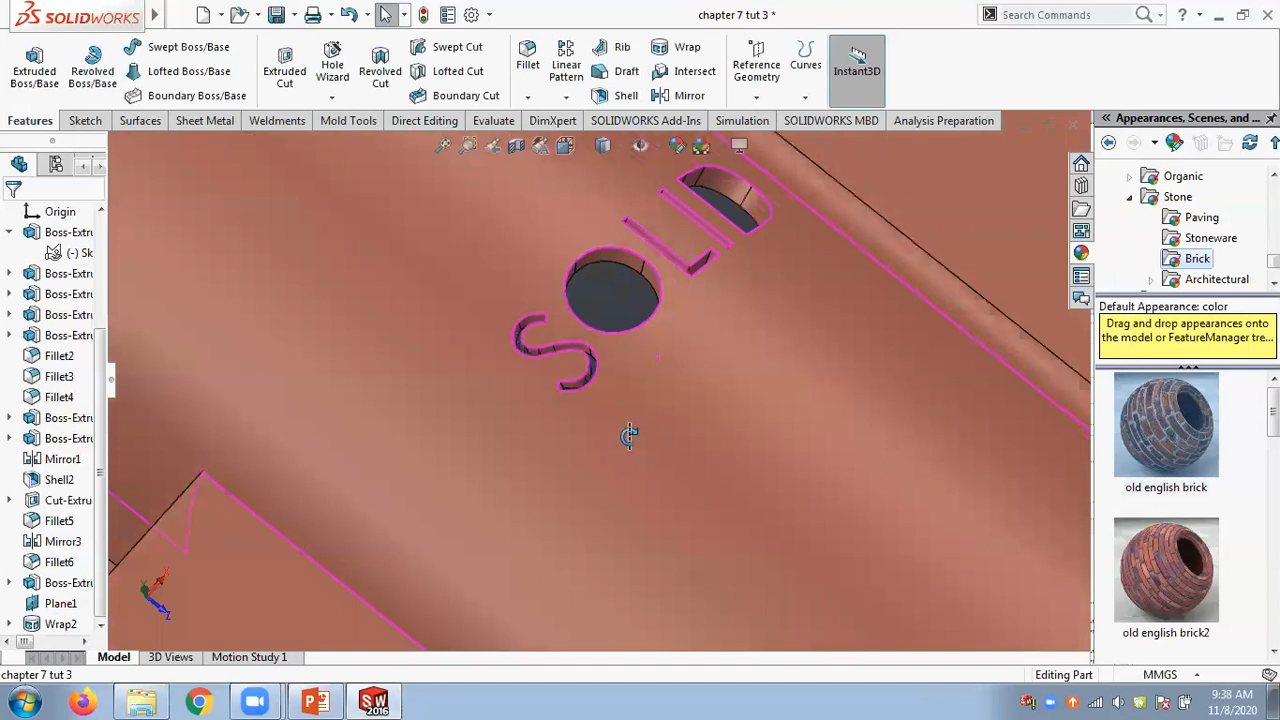 SOLIDWORKS
chapter 7 tut 3 *
Search Commands
Extruded Boss/Base
Revolved Boss/Base
Swept Boss/Base
Lofted Boss/Base
Boundary Boss/Base
Extruded Cut
Hole Wizard
Revolved Cut
Swept Cut
Lofted Cut
Boundary Cut
Fillet
Linear Pattern
Rib
Draft
Shell
Wrap
Intersect
Mirror
Reference Geometry
Curves
Instant3D
Features Sketch Surfaces Sheet Metal Weldments Mold Tools Direct Editing Evaluate DimXpert SOLIDWORKS Add-Ins Simulation SOLIDWORKS MBD Analysis Preparation
Origin
Boss-Extru
(-) Sk
Boss-Extru
Boss-Extru
Boss-Extru
Boss-Extru
Fillet2
Fillet3
Fillet4
Boss-Extru
Boss-Extru
Mirror1
Shell2
Cut-Extru
Fillet5
Mirror3
Fillet6
Boss-Extru
Plane1
Wrap2
SOLID
Y
Z
Appearances, Scenes, and ...
Organic
Stone
Paving
Stoneware
Brick
Architectural
Default Appearance: color
Drag and drop appearances onto the model or FeatureManager tre...
old english brick
old english brick2
Model 3D Views Motion Study 1
chapter 7 tut 3
Editing Part
MMGS
SW
2016
9:38 AM
11/8/2020